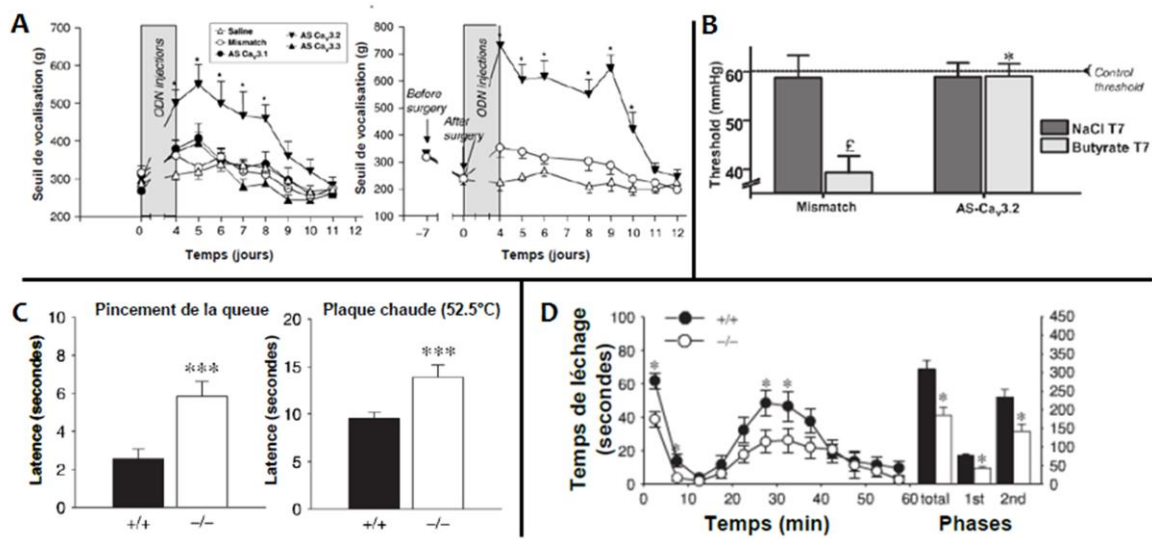 A
Seuil de vocalisation (g)
700
600
500
400
300
200
ODN injections
Saline
Mismatch
AS Cav3.1
AS Cav3.2
AS Cav3.3
* * * * *
0 4 5 6 7 8 9 10 11 12
Temps (jours)
Seuil de vocalisation (g)
800
700
600
500
400
300
200
100
Before
surgery
After
surgery
ODN injections
* * * * * *
-7 0 4 5 6 7 8 9 10 11 12
Temps (jours)
B
Threshold (mmHg)
60
50
40
£
*
Control
threshold
NaCl T7
Butyrate T7
Mismatch
AS-Cav3.2
C
Pincement de la queue
Latence (secondes)
10
8
6
4
2
0
***
+/+ -/-
Plaque chaude (52.5°C)
Latence (secondes)
20
15
10
5
0
***
+/+ -/-
D
Temps de léchage
(secondes)
100
80
60
40
20
0
+/+
-/-
* * * *
0 10 20 30 40 50 60
Temps (min)
* * *
total 1st 2nd
Phases
450
400
350
300
250
200
150
100
50
0